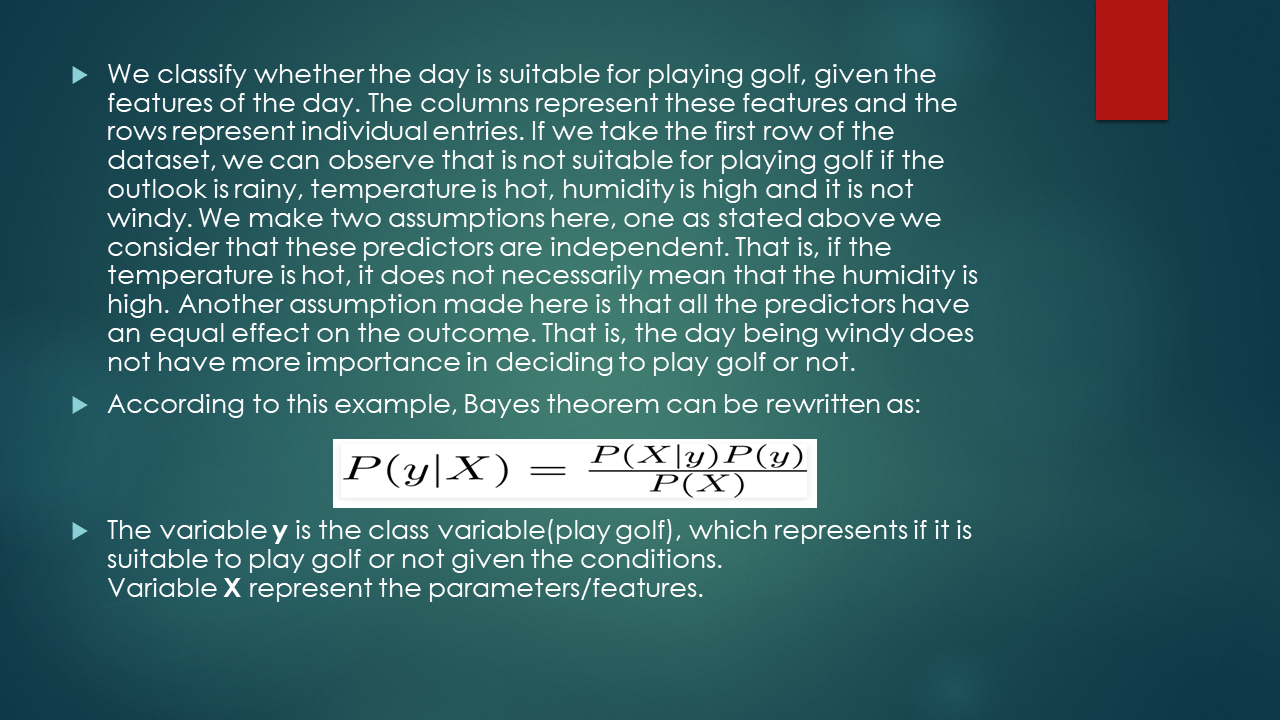 We classify whether the day is suitable for playing golf, given the
features of the day. The columns represent these features and the
rows represent individual entries. If we take the first row of the
dataset, we can observe that is not suitable for playing golf if the
outlook is rainy, temperature is hot, humidity is high and it is not
windy. We make two assumptions here, one as stated above we
consider that these predictors are independent. That is, if the
temperature is hot, it does not necessarily mean that the humidity is
high. Another assumption made here is that all the predictors have
an equal effect on the outcome. That is, the day being windy does
not have more importance in deciding to play golf or not.
According to this example, Bayes theorem can be rewritten as:
P(y|X) = P(X|y)P(y) / P(X)
The variable y is the class variable(play golf), which represents if it is
suitable to play golf or not given the conditions.
Variable X represent the parameters/features.